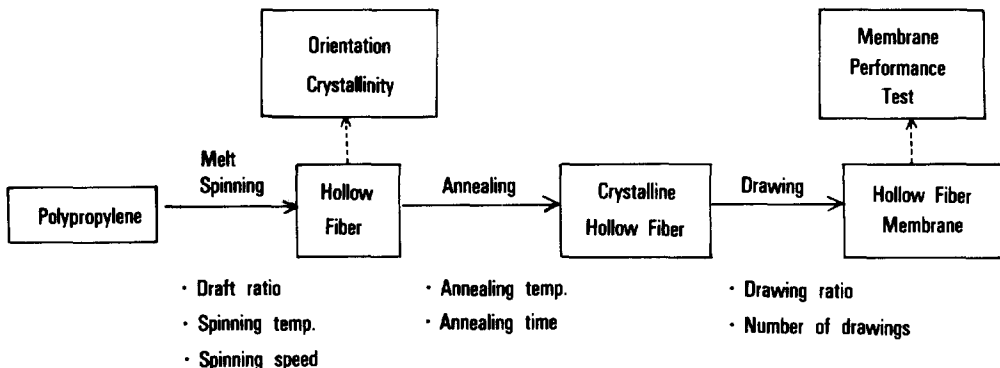 Orientation
Crystallinity
Membrane
Performance
Test
Melt
Spinning
Polypropylene
Hollow
Fiber
Annealing
Crystalline
Hollow Fiber
Drawing
Hollow Fiber
Membrane
· Draft ratio
· Spinning temp.
· Spinning speed
· Annealing temp.
· Annealing time
· Drawing ratio
· Number of drawings